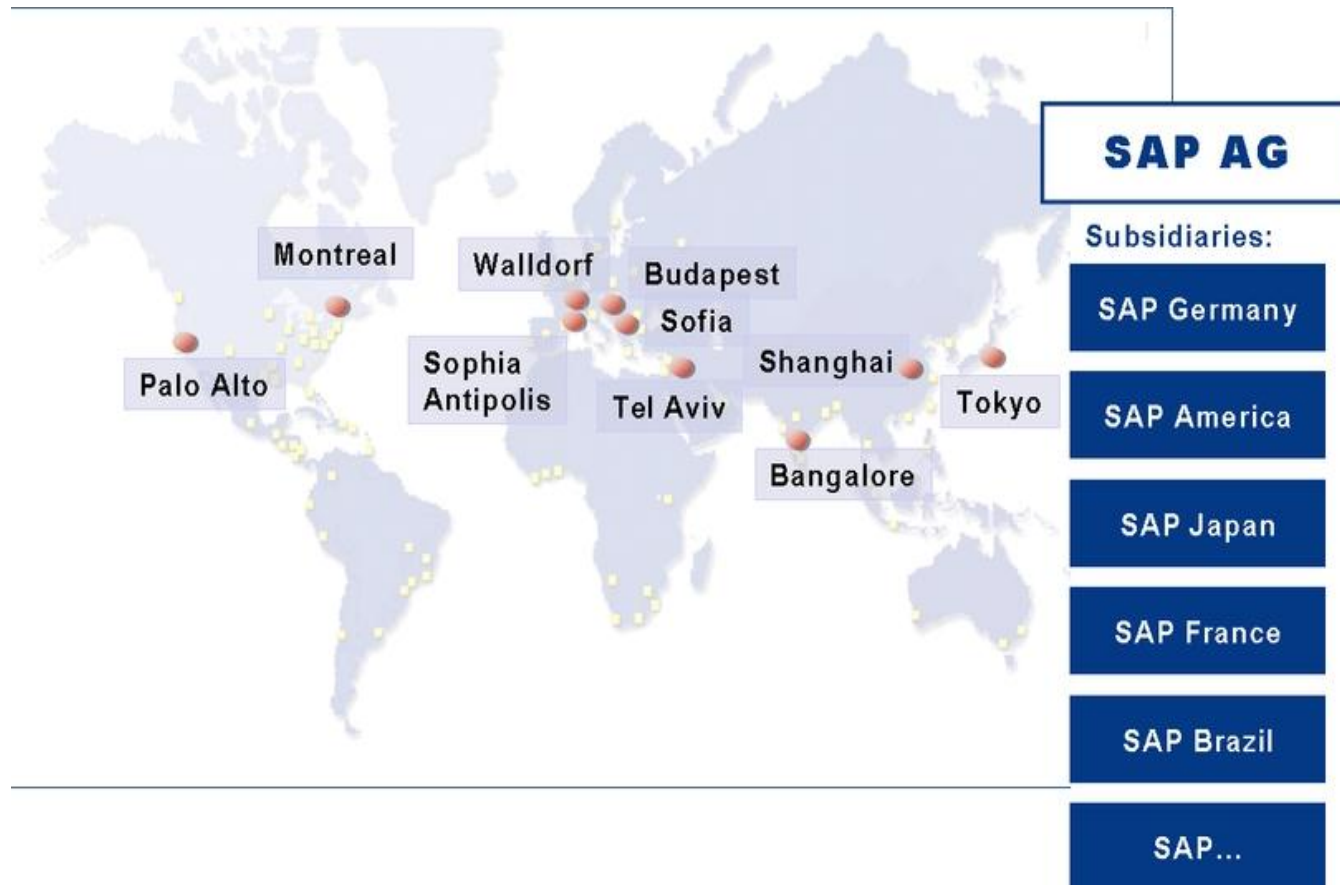 SAP AG
Subsidiaries:
SAP Germany
SAP America
SAP Japan
SAP France
SAP Brazil
SAP...
Montreal
Palo Alto
Walldorf
Budapest
Sofia
Sophia
Antipolis
Tel Aviv
Shanghai
Tokyo
Bangalore